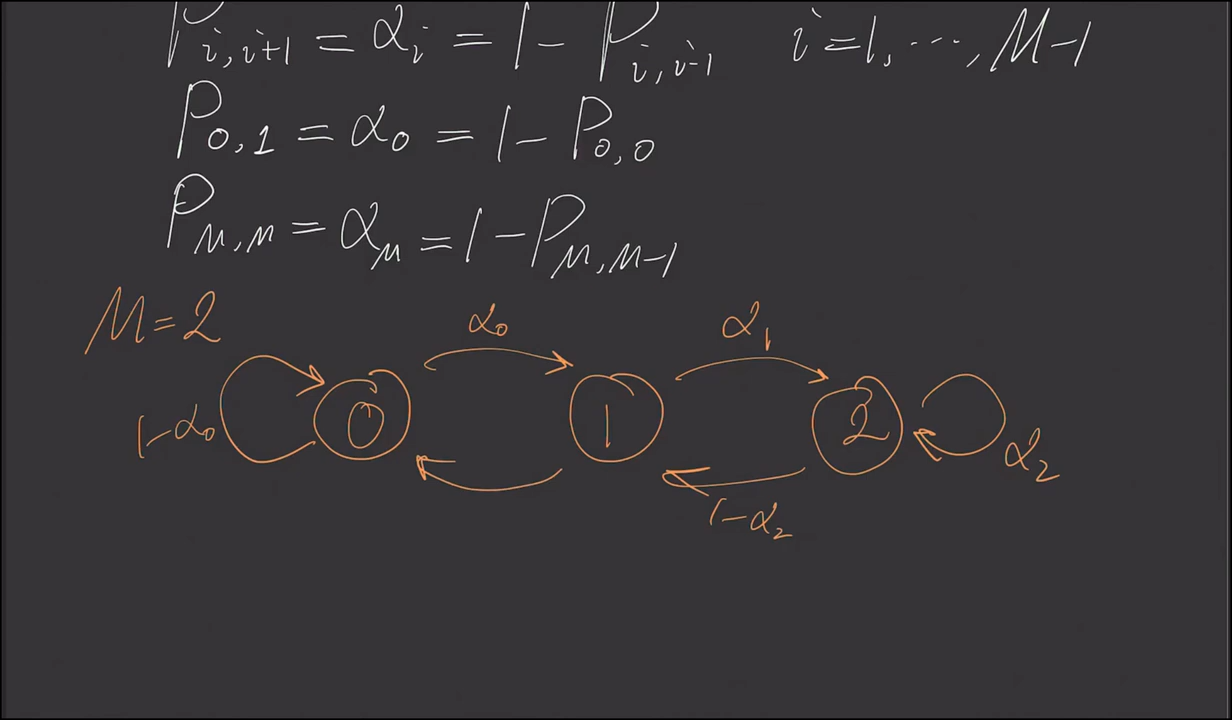 P_{i,i+1} = α_i = 1 - P_{i,i-1} i=1,...,M-1
P_{0,1} = α_0 = 1 - P_{0,0}
P_{M,M} = α_M = 1 - P_{M,M-1}
M=2
α_0 α_1
1-α_0 0 1 2 α_2
1-α_2